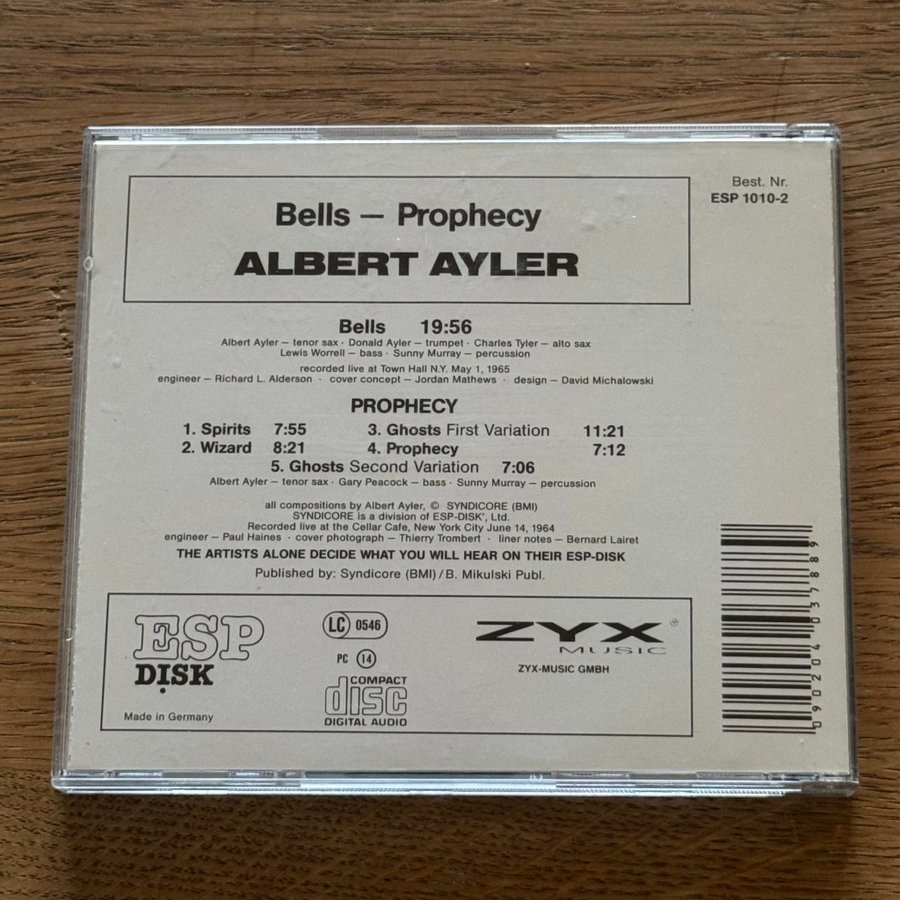 Best. Nr.
ESP 1010-2
Bells – Prophecy
ALBERT AYLER
Bells 19:56
Albert Ayler – tenor sax · Donald Ayler – trumpet · Charles Tyler – alto sax
Lewis Worrell – bass · Sunny Murray – percussion
recorded live at Town Hall N.Y. May 1, 1965
engineer – Richard L. Alderson · cover concept – Jordan Mathews · design – David Michalowski
PROPHECY
1. Spirits 7:55 3. Ghosts First Variation 11:21
2. Wizard 8:21 4. Prophecy 7:12
5. Ghosts Second Variation 7:06
Albert Ayler – tenor sax · Gary Peacock – bass · Sunny Murray – percussion
all compositions by Albert Ayler, © SYNDICORE (BMI)
SYNDICORE is a division of ESP-DISK', Ltd.
Recorded live at the Cellar Cafe, New York City June 14, 1964
engineer – Paul Haines · cover photograph – Thierry Trombert · liner notes – Bernard Lairet
THE ARTISTS ALONE DECIDE WHAT YOU WILL HEAR ON THEIR ESP-DISK
Published by: Syndicore (BMI) / B. Mikulski Publ.
ESP
DISK
Made in Germany
LC 0546
PC 14
COMPACT
disc
DIGITAL AUDIO
ZYX®
MUSIC
ZYX-MUSIC GMBH
090204037889